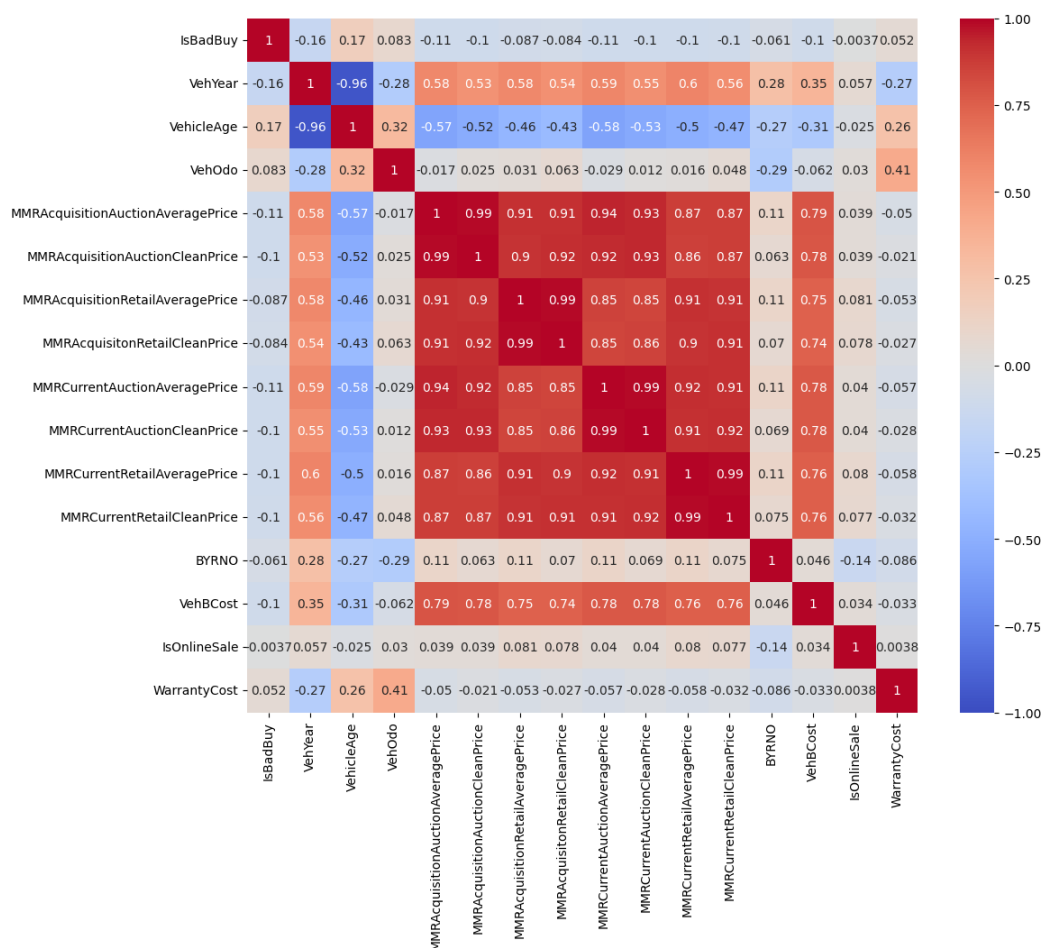 IsBadBuy 1 -0.16 0.17 0.083 -0.11 -0.1 -0.087 -0.084 -0.11 -0.1 -0.1 -0.1 -0.061 -0.1 -0.0037 0.052
VehYear -0.16 1 -0.96 -0.28 0.58 0.53 0.58 0.54 0.59 0.55 0.6 0.56 0.28 0.35 0.057 -0.27
VehicleAge 0.17 -0.96 1 0.32 -0.57 -0.52 -0.46 -0.43 -0.58 -0.53 -0.5 -0.47 -0.27 -0.31 -0.025 0.26
VehOdo 0.083 -0.28 0.32 1 -0.017 0.025 0.031 0.063 -0.029 0.012 0.016 0.048 -0.29 -0.062 0.03 0.41
MMRAcquisitionAuctionAveragePrice -0.11 0.58 -0.57 -0.017 1 0.99 0.91 0.91 0.94 0.93 0.87 0.87 0.11 0.79 0.039 -0.05
MMRAcquisitionAuctionCleanPrice -0.1 0.53 -0.52 0.025 0.99 1 0.9 0.92 0.92 0.93 0.86 0.87 0.063 0.78 0.039 -0.021
MMRAcquisitionRetailAveragePrice -0.087 0.58 -0.46 0.031 0.91 0.9 1 0.99 0.85 0.85 0.91 0.91 0.11 0.75 0.081 -0.053
MMRAcquisitonRetailCleanPrice -0.084 0.54 -0.43 0.063 0.91 0.92 0.99 1 0.85 0.86 0.9 0.91 0.07 0.74 0.078 -0.027
MMRCurrentAuctionAveragePrice -0.11 0.59 -0.58 -0.029 0.94 0.92 0.85 0.85 1 0.99 0.92 0.91 0.11 0.78 0.04 -0.057
MMRCurrentAuctionCleanPrice -0.1 0.55 -0.53 0.012 0.93 0.93 0.85 0.86 0.99 1 0.91 0.92 0.069 0.78 0.04 -0.028
MMRCurrentRetailAveragePrice -0.1 0.6 -0.5 0.016 0.87 0.86 0.91 0.9 0.92 0.91 1 0.99 0.11 0.76 0.08 -0.058
MMRCurrentRetailCleanPrice -0.1 0.56 -0.47 0.048 0.87 0.87 0.91 0.91 0.91 0.92 0.99 1 0.075 0.76 0.077 -0.032
BYRNO -0.061 0.28 -0.27 -0.29 0.11 0.063 0.11 0.07 0.11 0.069 0.11 0.075 1 0.046 -0.14 -0.086
VehBCost -0.1 0.35 -0.31 -0.062 0.79 0.78 0.75 0.74 0.78 0.78 0.76 0.76 0.046 1 0.034 -0.033
IsOnlineSale -0.0037 0.057 -0.025 0.03 0.039 0.039 0.081 0.078 0.04 0.04 0.08 0.077 -0.14 0.034 1 0.0038
WarrantyCost 0.052 -0.27 0.26 0.41 -0.05 -0.021 -0.053 -0.027 -0.057 -0.028 -0.058 -0.032 -0.086 -0.033 0.0038 1
IsBadBuy
VehYear
VehicleAge
VehOdo
MMRAcquisitionAuctionAveragePrice
MMRAcquisitionAuctionCleanPrice
MMRAcquisitionRetailAveragePrice
MMRAcquisitonRetailCleanPrice
MMRCurrentAuctionAveragePrice
MMRCurrentAuctionCleanPrice
MMRCurrentRetailAveragePrice
MMRCurrentRetailCleanPrice
BYRNO
VehBCost
IsOnlineSale
WarrantyCost
1.00
0.75
0.50
0.25
0.00
−0.25
−0.50
−0.75
−1.00